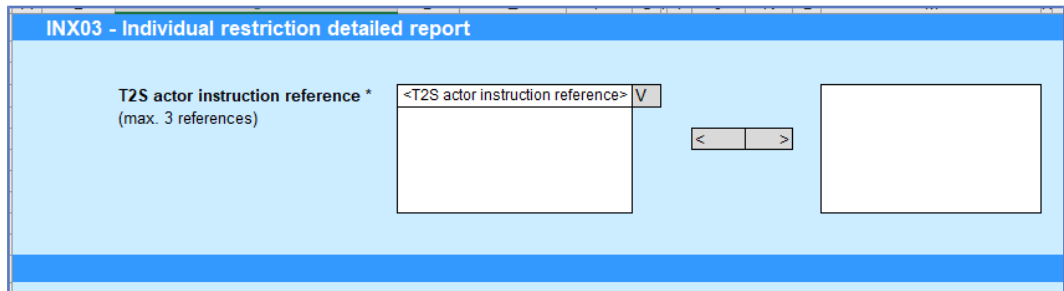 INX03 - Individual restriction detailed report
T2S actor instruction reference *
<T2S actor instruction reference> V
(max. 3 references)
< >